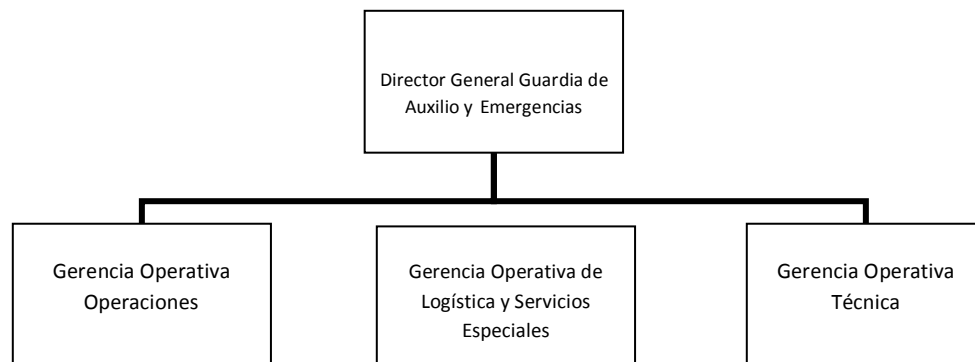 Director General Guardia de
Auxilio y Emergencias
Gerencia Operativa
Operaciones
Gerencia Operativa de
Logística y Servicios
Especiales
Gerencia Operativa
Técnica